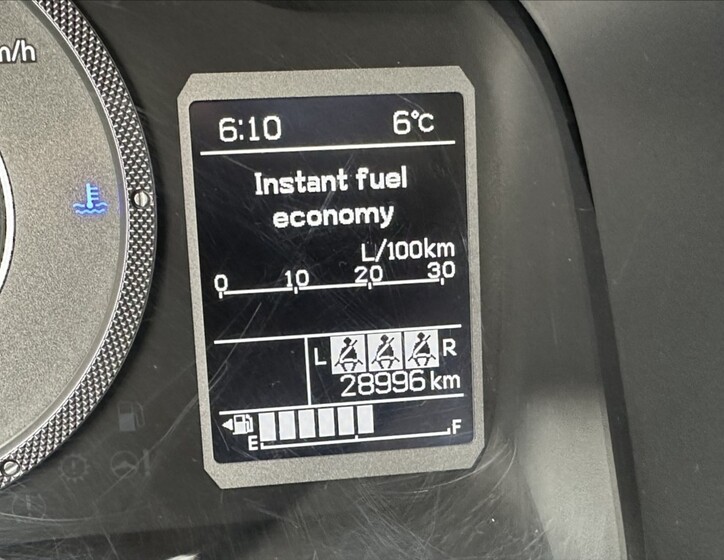 m/h
6:10 6°C
Instant fuel
economy
L/100km
0 10 20 30
L R
28996 km
E F